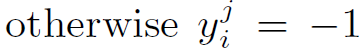 otherwise $y_i^j = -1$